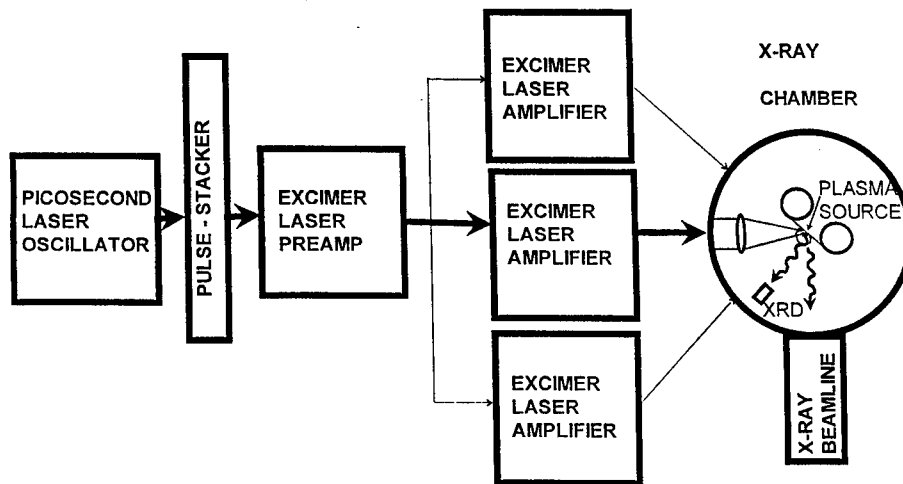 PICOSECOND
LASER
OSCILLATOR
PULSE - STACKER
EXCIMER
LASER
PREAMP
EXCIMER
LASER
AMPLIFIER
EXCIMER
LASER
AMPLIFIER
EXCIMER
LASER
AMPLIFIER
X-RAY
CHAMBER
PLASMA
SOURCE
XRD
X-RAY
BEAMLINE